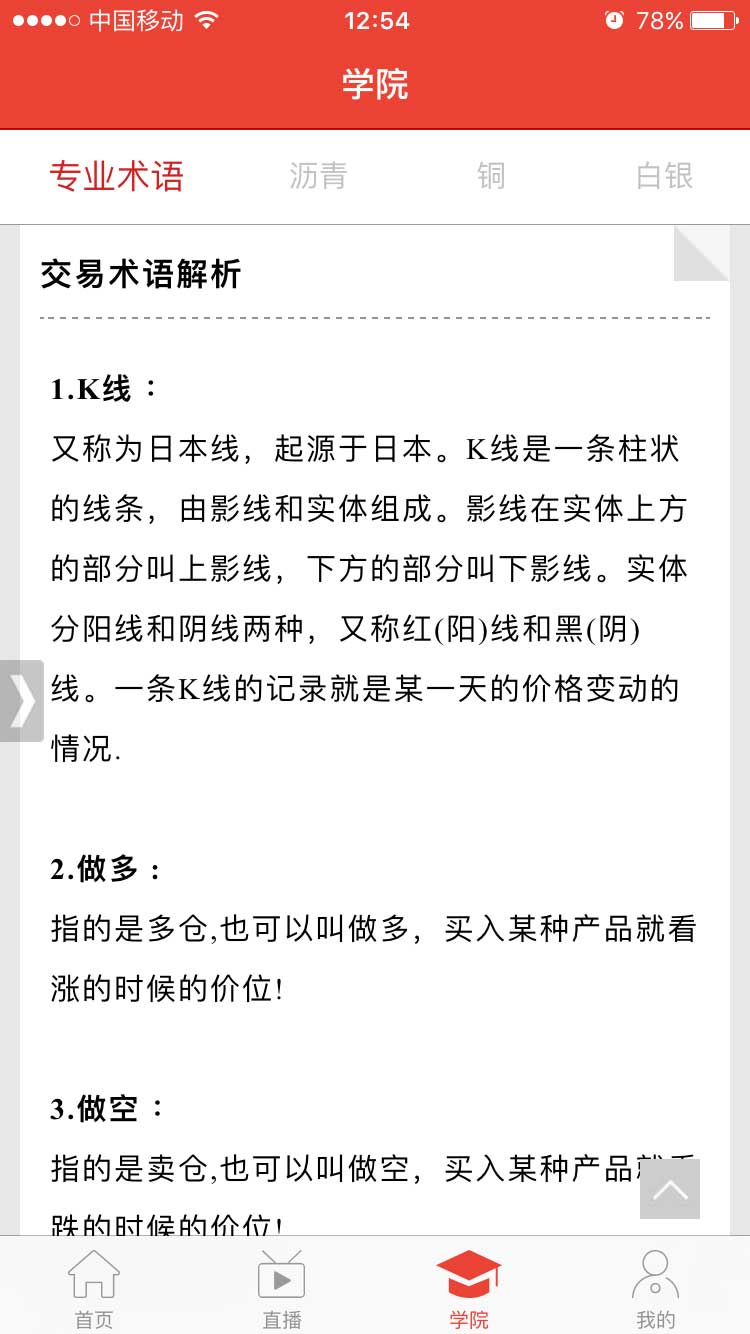 中国移动 12:54 78%
学院
专业术语 沥青 铜 白银
交易术语解析
1.K线：
又称为日本线，起源于日本。K线是一条柱状
的线条，由影线和实体组成。影线在实体上方
的部分叫上影线，下方的部分叫下影线。实体
分阳线和阴线两种，又称红(阳)线和黑(阴)
线。一条K线的记录就是某一天的价格变动的
情况.
2.做多：
指的是多仓,也可以叫做多，买入某种产品就看
涨的时候的价位!
3.做空：
指的是卖仓,也可以叫做空，买入某种产品就看
跌的时候的价位!
首页 直播 学院 我的